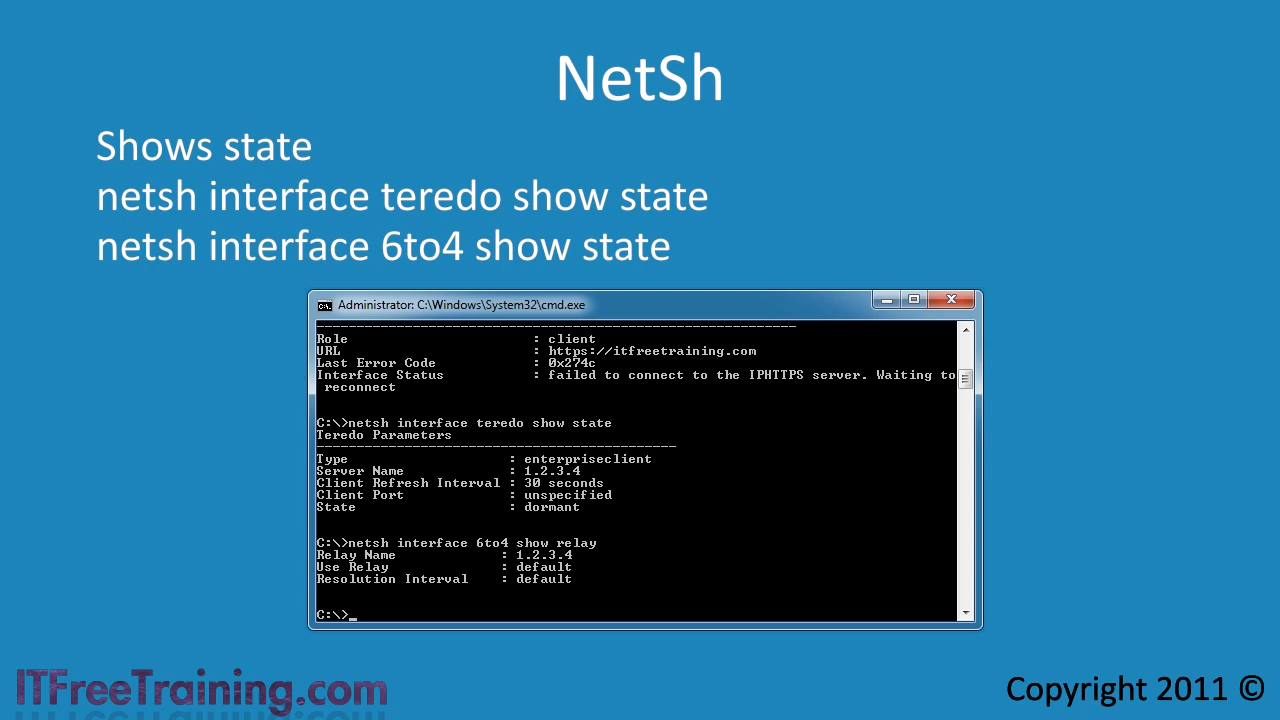 NetSh
Shows state
netsh interface teredo show state
netsh interface 6to4 show state
Administrator: C:\Windows\System32\cmd.exe
Role : client
URL : https://itfreetraining.com
Last Error Code : 0x274c
Interface Status : failed to connect to the IPHTTPS server. Waiting to
reconnect
C:\>netsh interface teredo show state
Teredo Parameters
Type : enterpriseclient
Server Name : 1.2.3.4
Client Refresh Interval : 30 seconds
Client Port : unspecified
State : dormant
C:\>netsh interface 6to4 show relay
Relay Name : 1.2.3.4
Use Relay : default
Resolution Interval : default
C:\>_
ITFreeTraining.com
Copyright 2011 ©